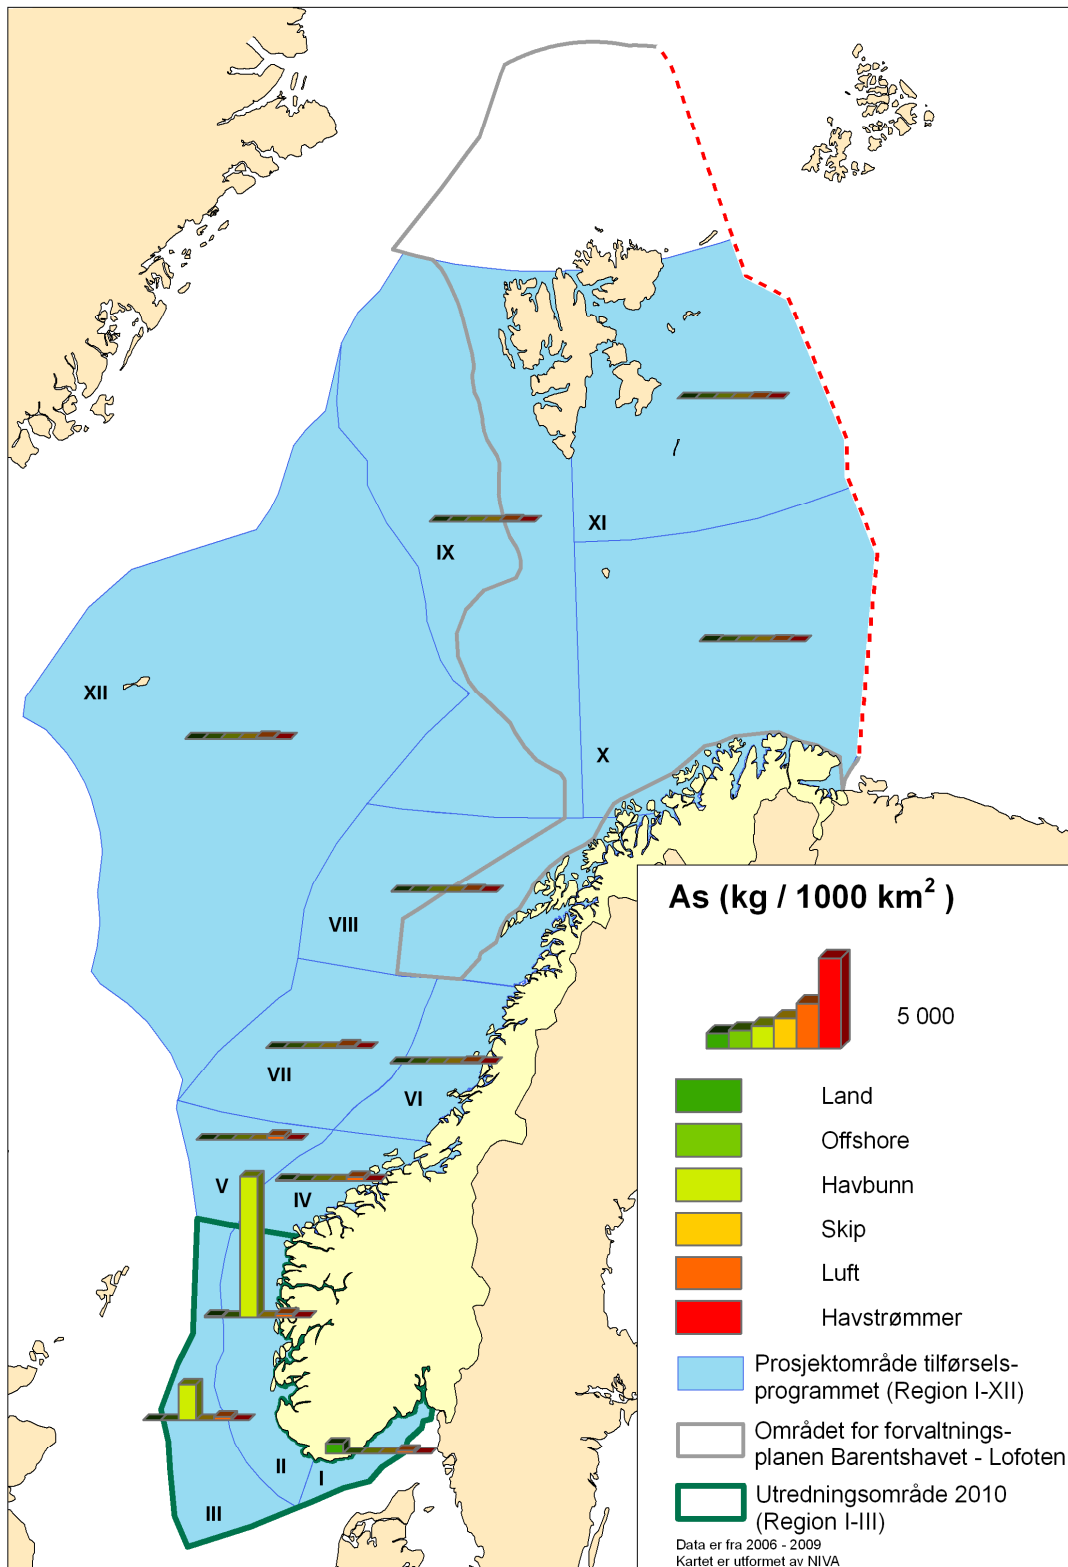 XI
IX
XII
X
VIII
VII
VI
V
IV
II
I
III
As (kg / 1000 km² )
5 000
Land
Offshore
Havbunn
Skip
Luft
Havstrømmer
Prosjektområde tilførsels-
programmet (Region I-XII)
Området for forvaltnings-
planen Barentshavet - Lofoten
Utredningsområde 2010
(Region I-III)
Data er fra 2006 - 2009
Kartet er utformet av NIVA